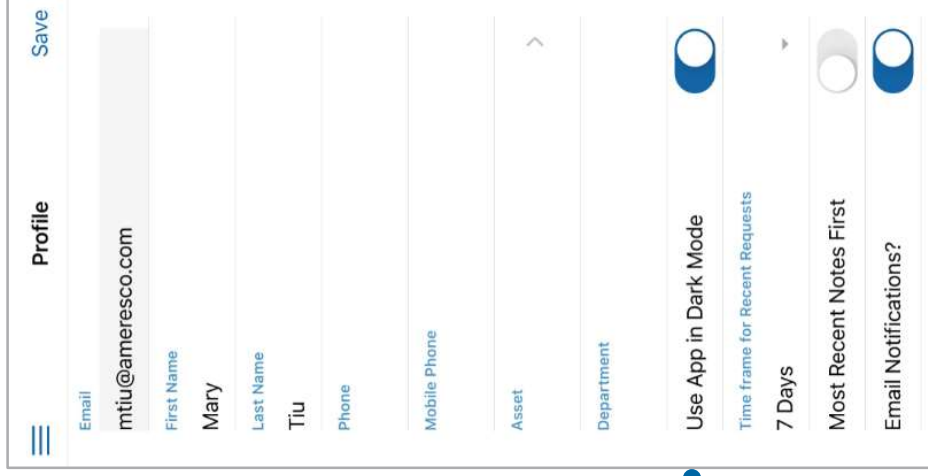 Profile
Save
Email
mtiu@ameresco.com
First Name
Mary
Last Name
Tiu
Phone
Mobile Phone
Asset
Department
Use App in Dark Mode
Time frame for Recent Requests
7 Days
Most Recent Notes First
Email Notifications?